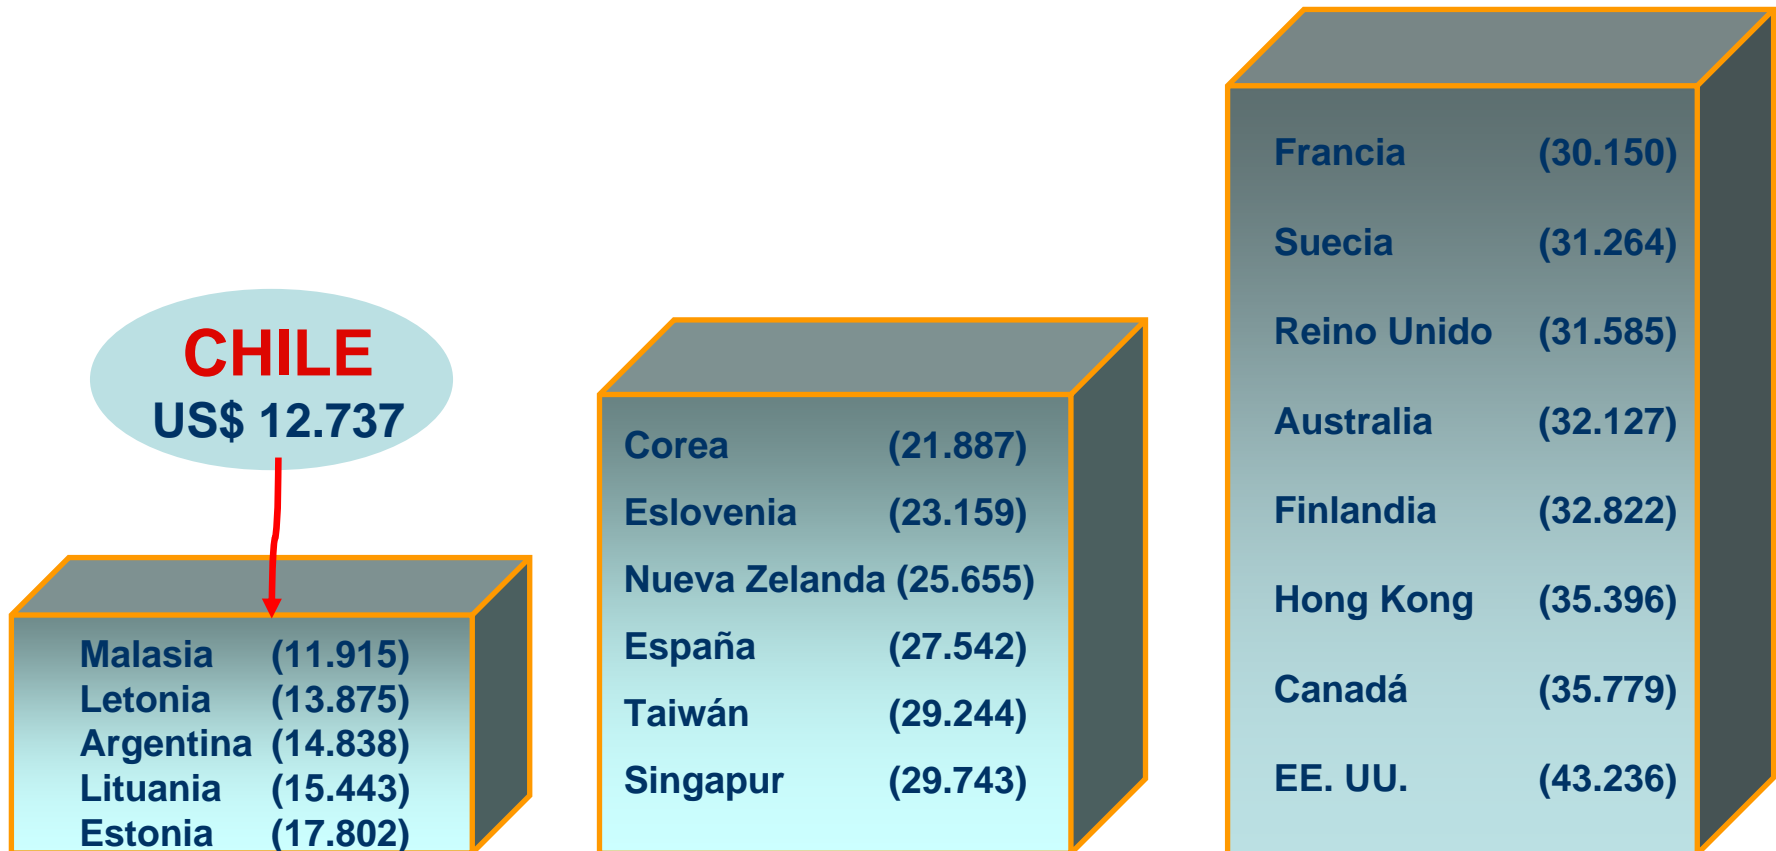 CHILE
US$ 12.737
Malasia (11.915)
Letonia (13.875)
Argentina (14.838)
Lituania (15.443)
Estonia (17.802)
Corea (21.887)
Eslovenia (23.159)
Nueva Zelanda (25.655)
España (27.542)
Taiwán (29.244)
Singapur (29.743)
Francia (30.150)
Suecia (31.264)
Reino Unido (31.585)
Australia (32.127)
Finlandia (32.822)
Hong Kong (35.396)
Canadá (35.779)
EE. UU. (43.236)